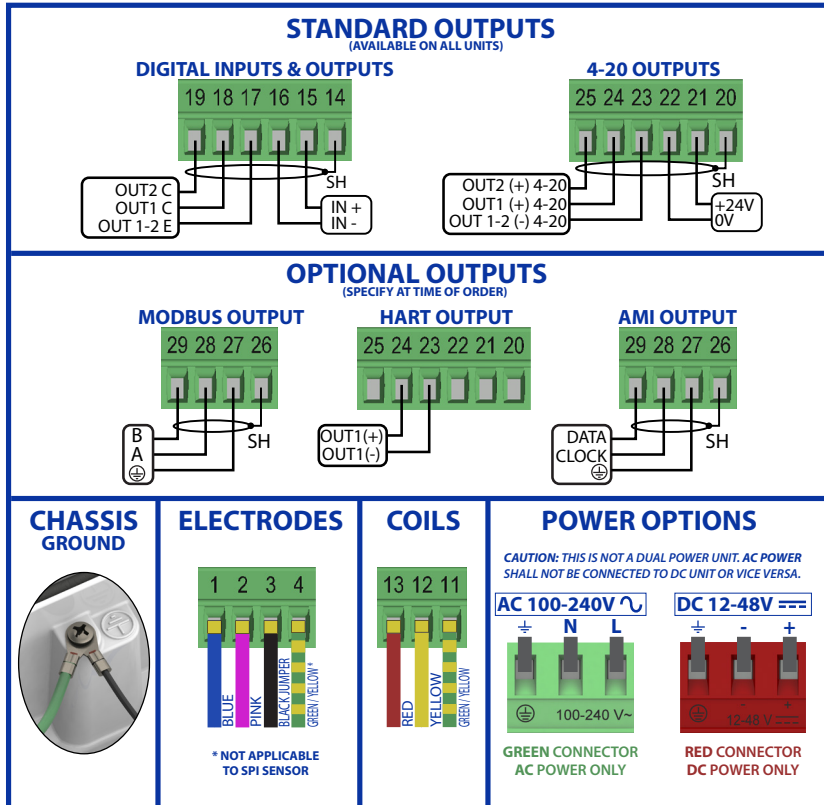 STANDARD OUTPUTS
(AVAILABLE ON ALL UNITS)
DIGITAL INPUTS & OUTPUTS
19 18 17 16 15 14
SH
OUT2 C
OUT1 C
OUT 1-2 E
IN +
IN -
4-20 OUTPUTS
25 24 23 22 21 20
SH
OUT2 (+) 4-20
OUT1 (+) 4-20
OUT 1-2 (-) 4-20
+24V
0V
OPTIONAL OUTPUTS
(SPECIFY AT TIME OF ORDER)
MODBUS OUTPUT
29 28 27 26
B
A
SH
HART OUTPUT
25 24 23 22 21 20
OUT1(+)
OUT1(-)
AMI OUTPUT
29 28 27 26
DATA
CLOCK
SH
CHASSIS
GROUND
ELECTRODES
1 2 3 4
BLUE
PINK
BLACK JUMPER
GREEN / YELLOW *
* NOT APPLICABLE
TO SPI SENSOR
COILS
13 12 11
RED
YELLOW
GREEN / YELLOW
POWER OPTIONS
CAUTION: THIS IS NOT A DUAL POWER UNIT. AC POWER
SHALL NOT BE CONNECTED TO DC UNIT OR VICE VERSA.
AC 100-240V
N L
100-240 V~
GREEN CONNECTOR
AC POWER ONLY
DC 12-48V
- +
- +
12-48 V
RED CONNECTOR
DC POWER ONLY